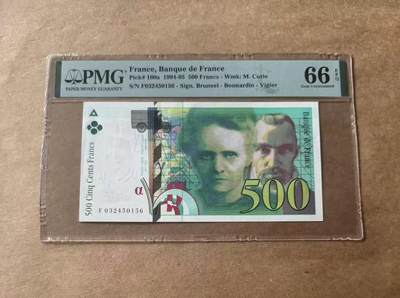 PMG
PAPER MONEY GUARANTY
France, Banque de France
Pick# 160a 1994-95 500 Francs - Wmk: M. Curie
S/N F032450156 - Sign. Bruneel - Bonnardin - Vigier
66 EPQ
Gem Uncirculated
500 Cinq Cents Francs
Banque de France
α
500
F 032450156